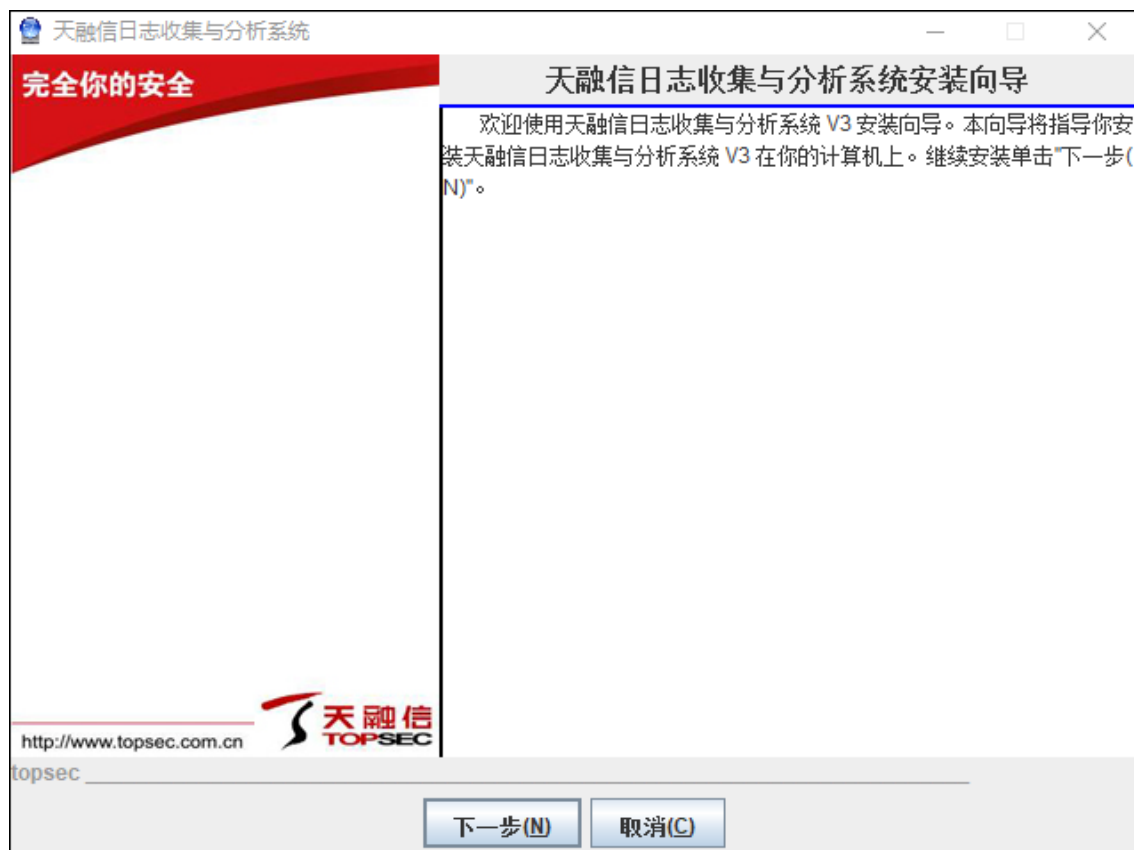 天融信日志收集与分析系统
完全你的安全
天融信日志收集与分析系统安装向导
欢迎使用天融信日志收集与分析系统 V3 安装向导。本向导将指导你安
装天融信日志收集与分析系统 V3 在你的计算机上。继续安装单击"下一步(
N)"。
天融信
TOPSEC
http://www.topsec.com.cn
topsec
下一步(N)
取消(C)